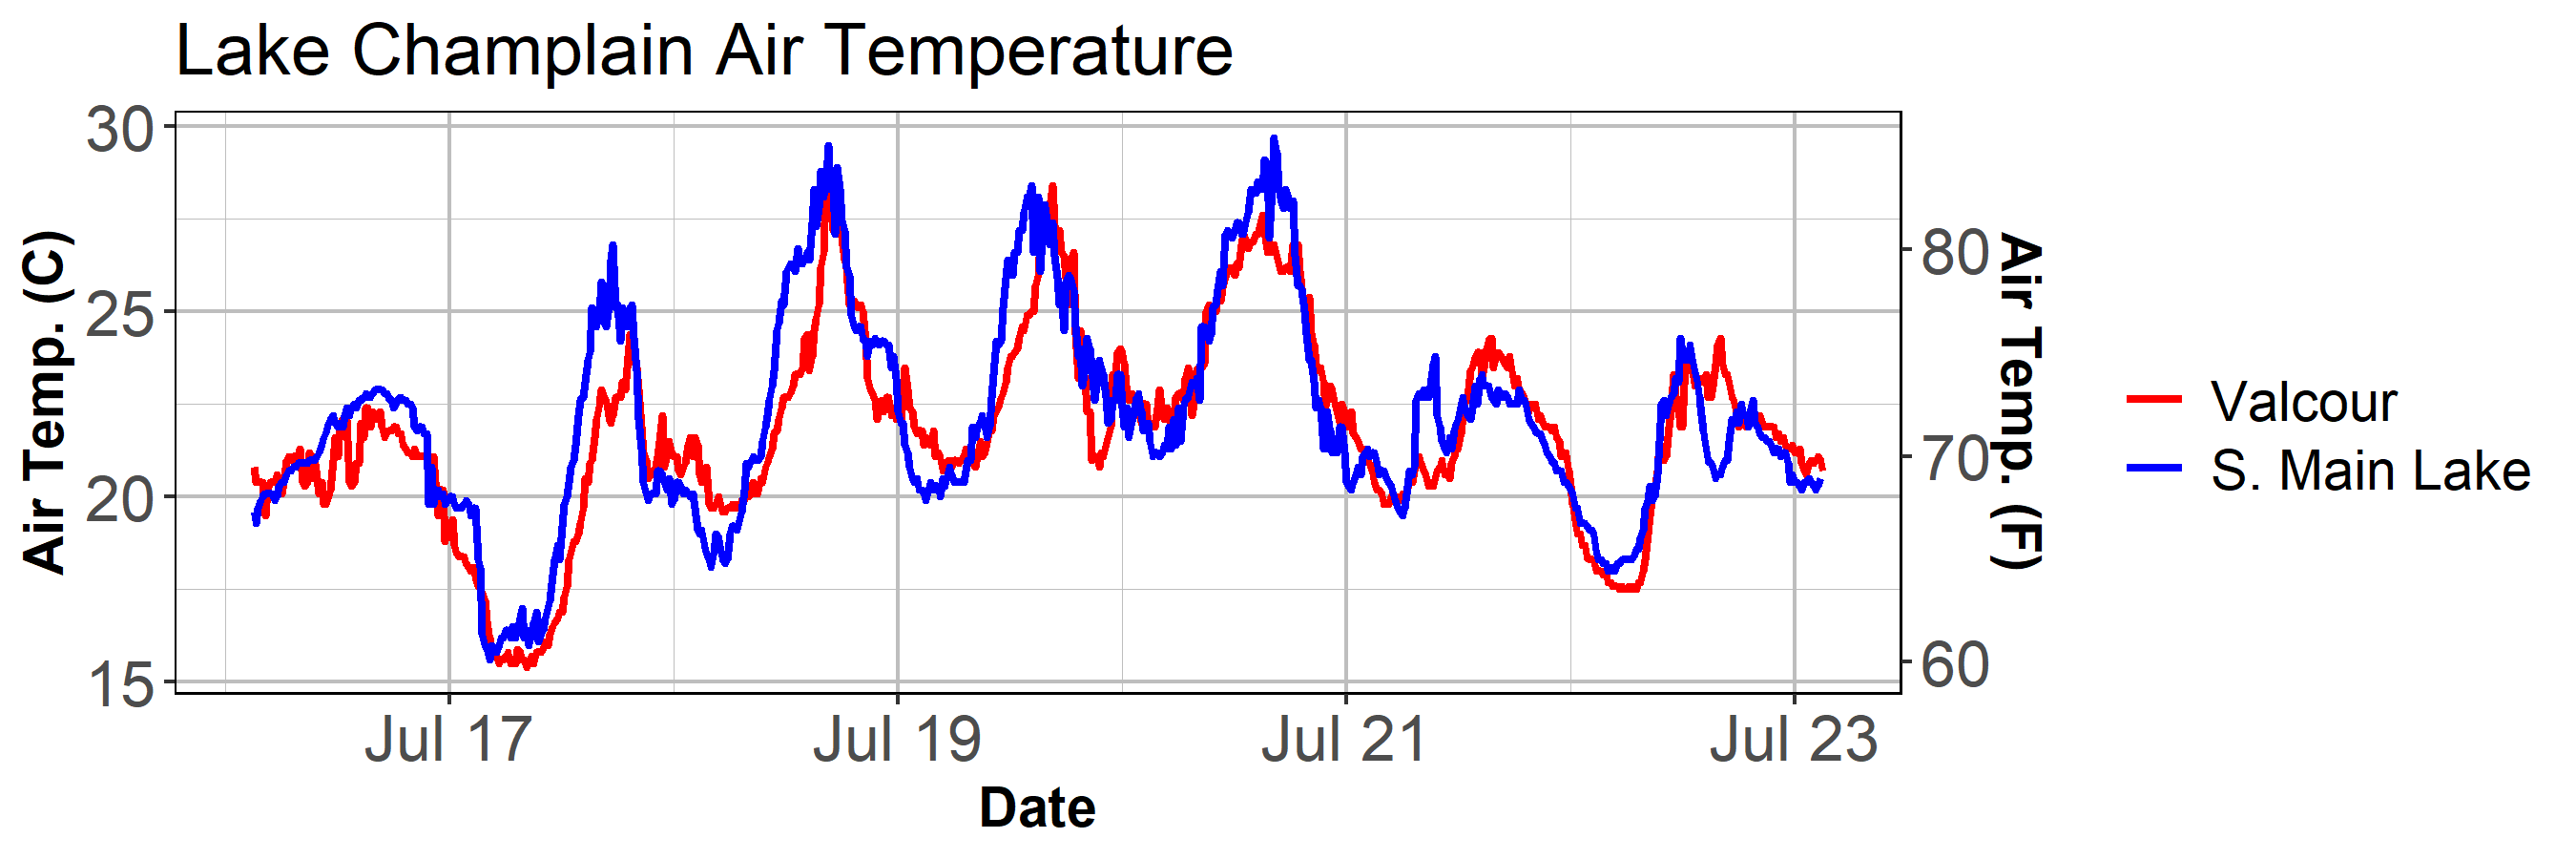 Lake Champlain Air Temperature
30
25
20
15
Air Temp. (C)
80
70
60
Air Temp. (F)
Jul 17 Jul 19 Jul 21 Jul 23
Date
Valcour
S. Main Lake